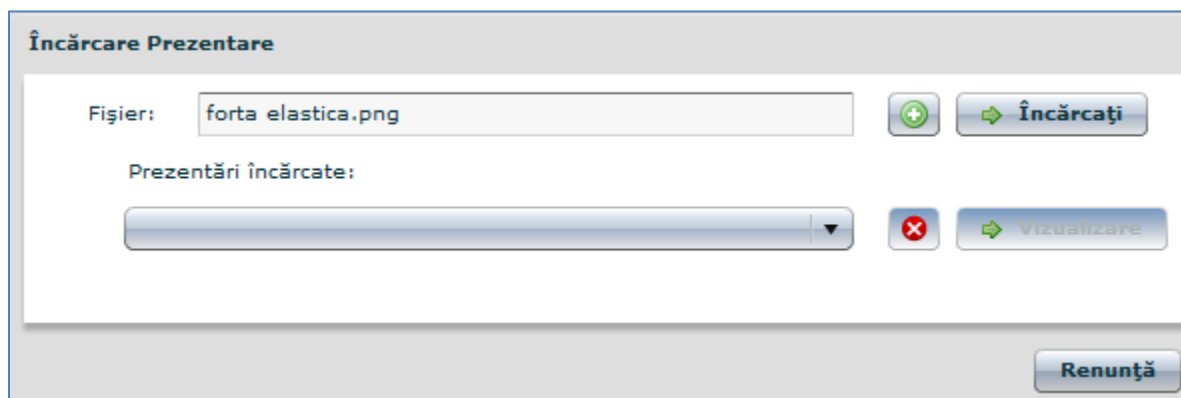 Încărcare Prezentare
Fişier: forta elastica.png Încărcaţi
Prezentări încărcate:
Vizualizare
Renunţă